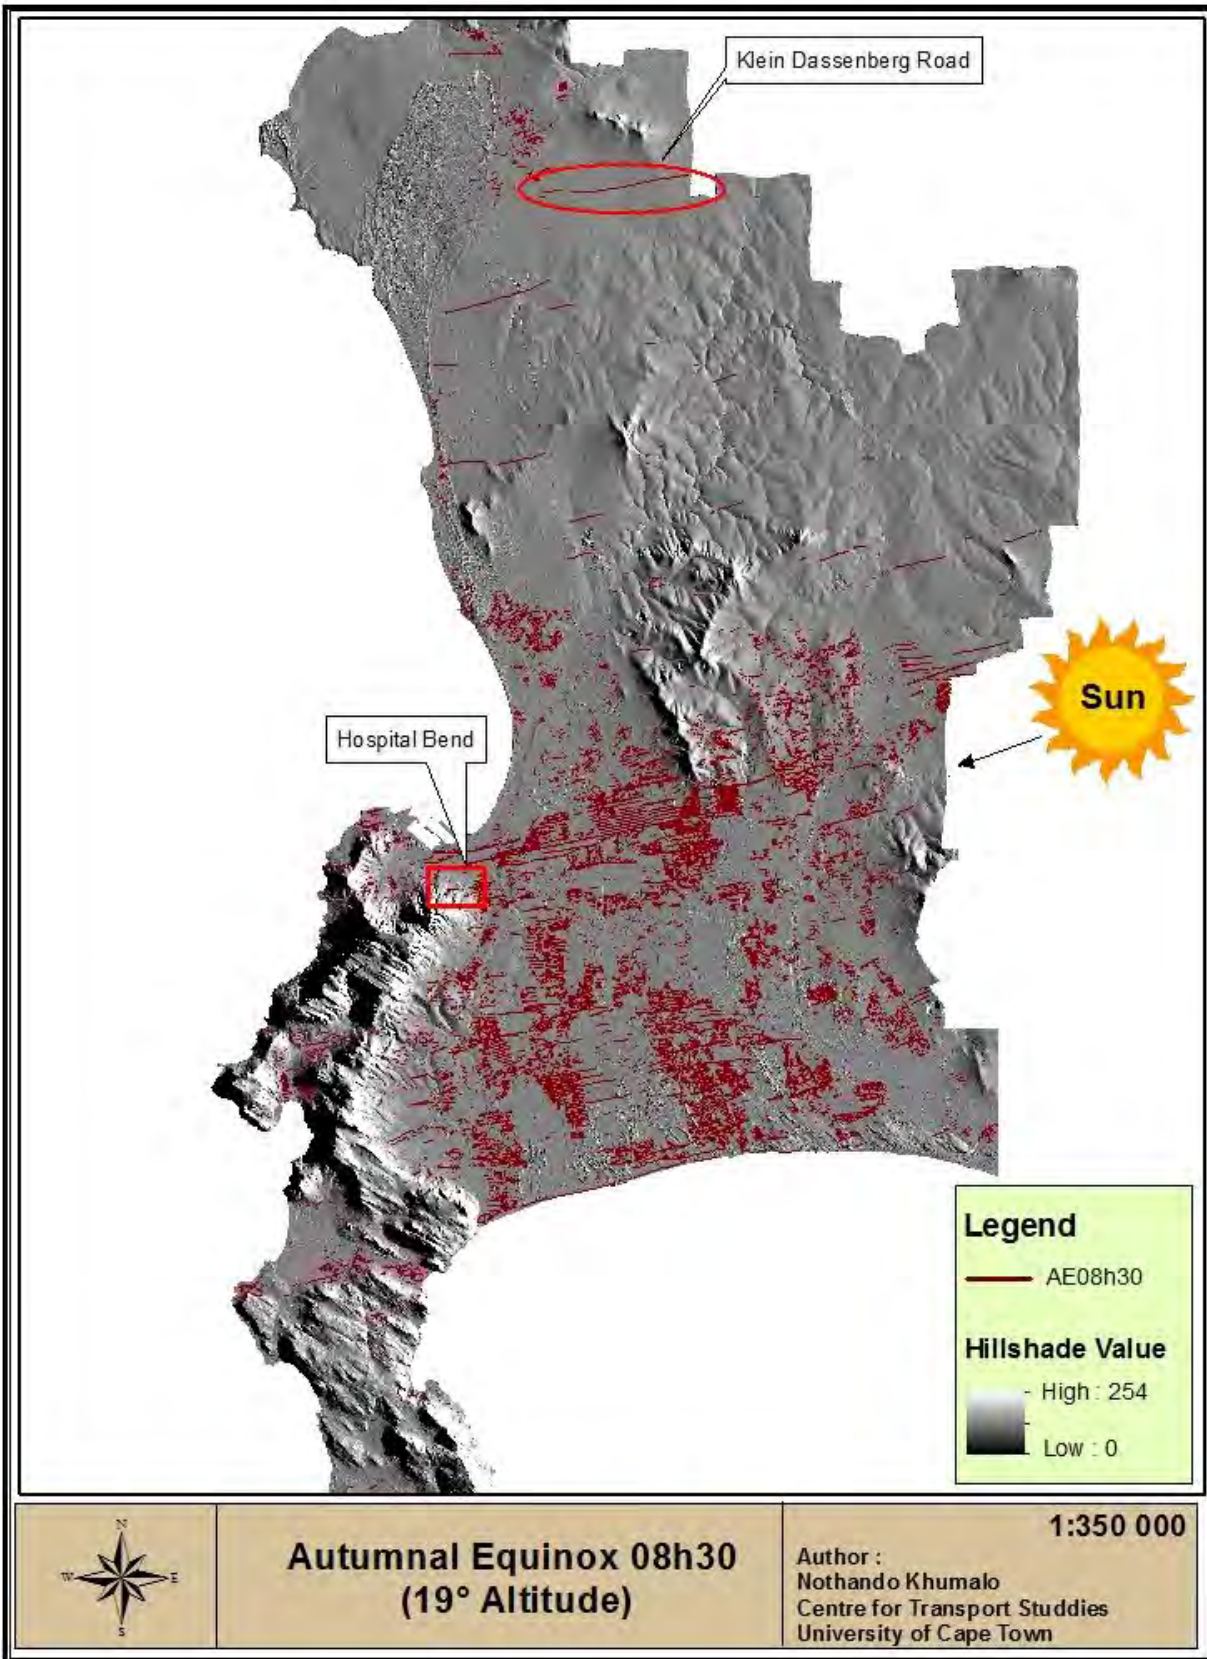 Klein Dassenberg Road
Sun
Hospital Bend
Legend
AE08h30
Hillshade Value
High : 254
Low : 0
N
W
E
S
Autumnal Equinox 08h30
(19° Altitude)
1:350 000
Author :
Nothando Khumalo
Centre for Transport Studdies
University of Cape Town